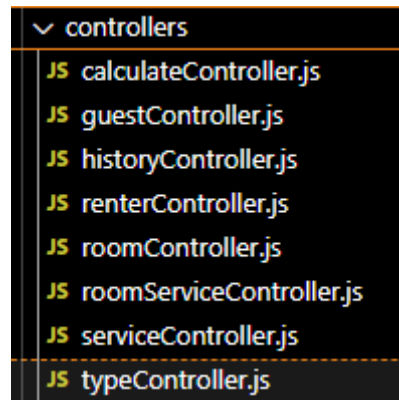 controllers
JS calculateController.js
JS guestController.js
JS historyController.js
JS renterController.js
JS roomController.js
JS roomServiceController.js
JS serviceController.js
JS typeController.js